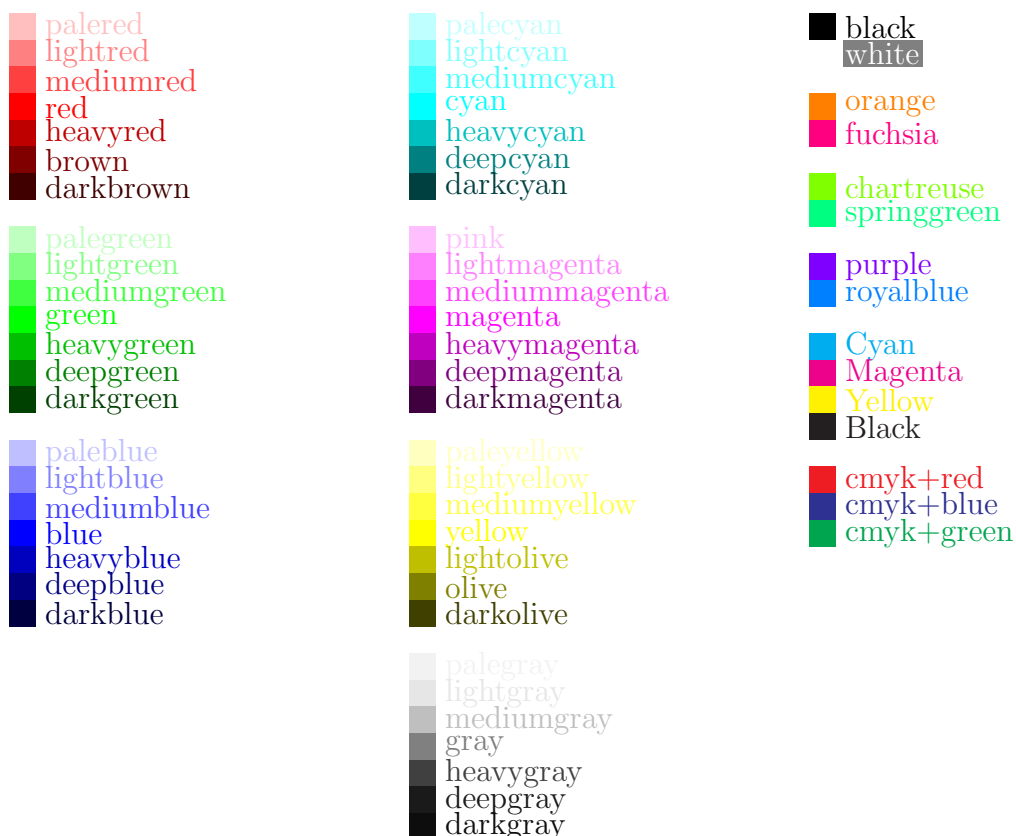 palered
lightred
mediumred
red
heavyred
brown
darkbrown
palegreen
lightgreen
mediumgreen
green
heavygreen
deepgreen
darkgreen
paleblue
lightblue
mediumblue
blue
heavyblue
deepblue
darkblue
palecyan
lightcyan
mediumcyan
cyan
heavycyan
deepcyan
darkcyan
pink
lightmagenta
mediummagenta
magenta
heavymagenta
deepmagenta
darkmagenta
paleyellow
lightyellow
mediumyellow
yellow
lightolive
olive
darkolive
palegray
lightgray
mediumgray
gray
heavygray
deepgray
darkgray
black
white
orange
fuchsia
chartreuse
springgreen
purple
royalblue
Cyan
Magenta
Yellow
Black
cmyk+red
cmyk+blue
cmyk+green